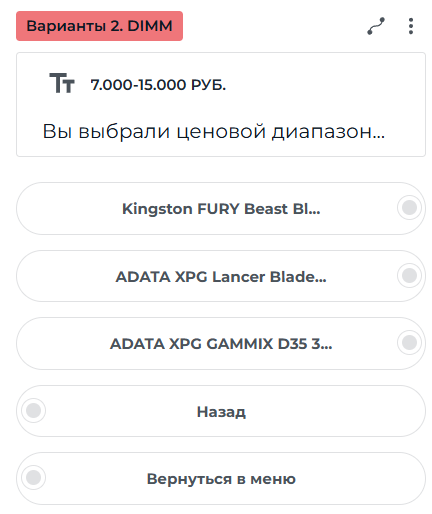 Варианты 2. DIMM
7.000-15.000 РУБ.
Вы выбрали ценовой диапазон...
Kingston FURY Beast Bl...
ADATA XPG Lancer Blade...
ADATA XPG GAMMIX D35 3...
Назад
Вернуться в меню